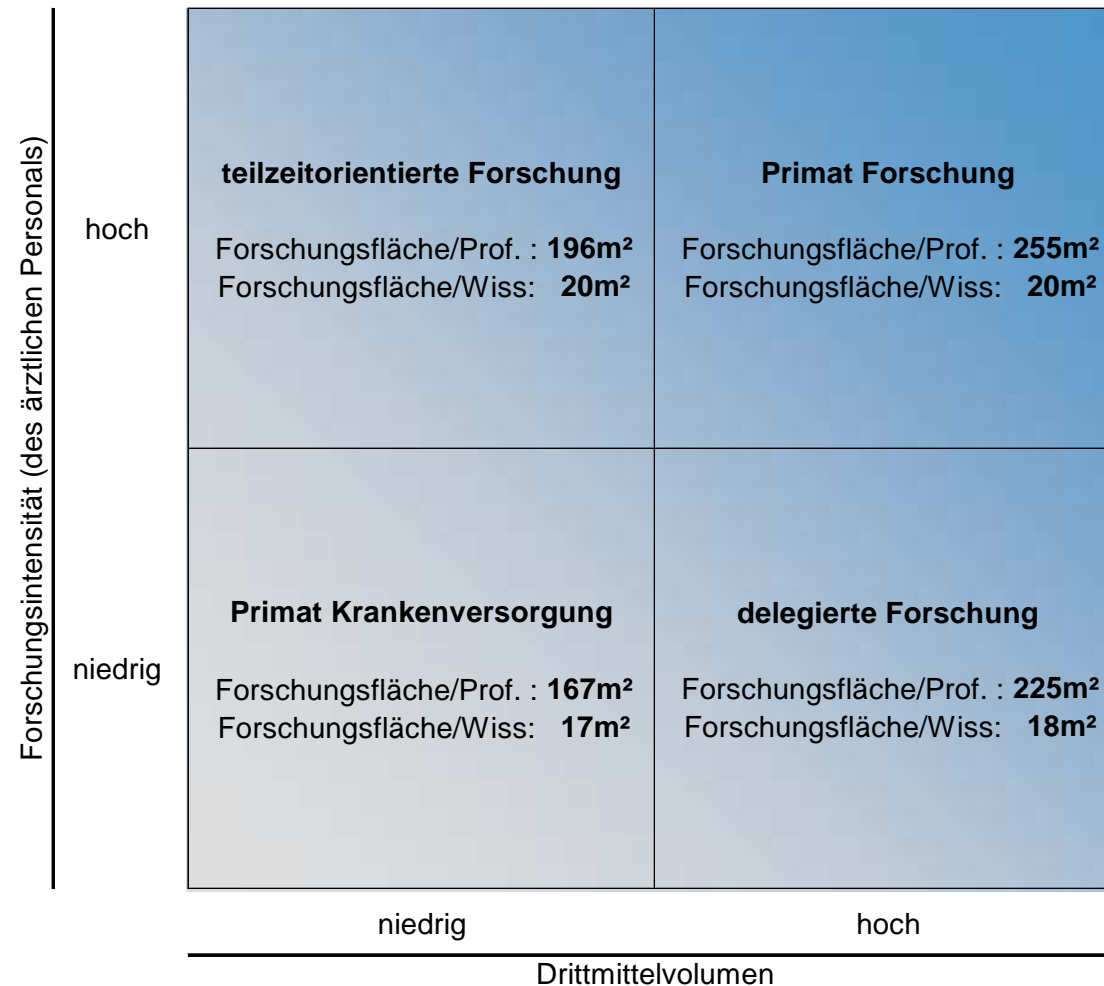 Forschungsintensität (des ärztlichen Personals)
hoch
teilzeitorientierte Forschung
Forschungsfläche/Prof. : 196m²
Forschungsfläche/Wiss: 20m²
Primat Forschung
Forschungsfläche/Prof. : 255m²
Forschungsfläche/Wiss: 20m²
niedrig
Primat Krankenversorgung
Forschungsfläche/Prof. : 167m²
Forschungsfläche/Wiss: 17m²
delegierte Forschung
Forschungsfläche/Prof. : 225m²
Forschungsfläche/Wiss: 18m²
niedrig
hoch
Drittmittelvolumen